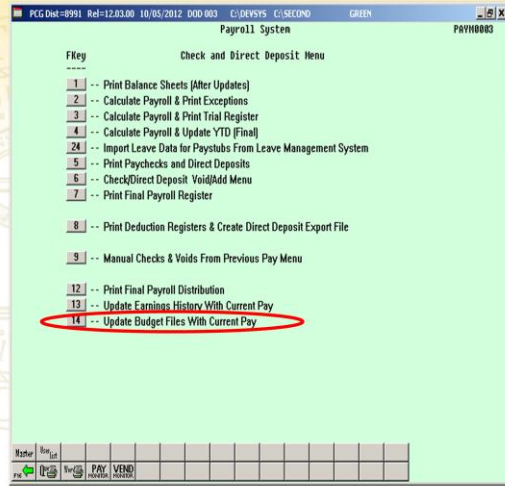 PCG Dist=8991 Rel=12.03.00 10/05/2012 DOD 003 C:\DEVSYS C:\SECOND GREEN
Payroll System PAYM0003
FKey Check and Direct Deposit Menu
----
1 -- Print Balance Sheets (After Updates)
2 -- Calculate Payroll & Print Exceptions
3 -- Calculate Payroll & Print Trial Register
4 -- Calculate Payroll & Update YTD (Final)
24 -- Import Leave Data for Paystubs From Leave Management System
5 -- Print Paychecks and Direct Deposits
6 -- Check/Direct Deposit Void/Add Menu
7 -- Print Final Payroll Register
8 -- Print Deduction Registers & Create Direct Deposit Export File
9 -- Manual Checks & Voids From Previous Pay Menu
12 -- Print Final Payroll Distribution
13 -- Update Earnings History With Current Pay
14 -- Update Budget Files With Current Pay
Master User List
F16 PAY MONITOR VEND MONITOR